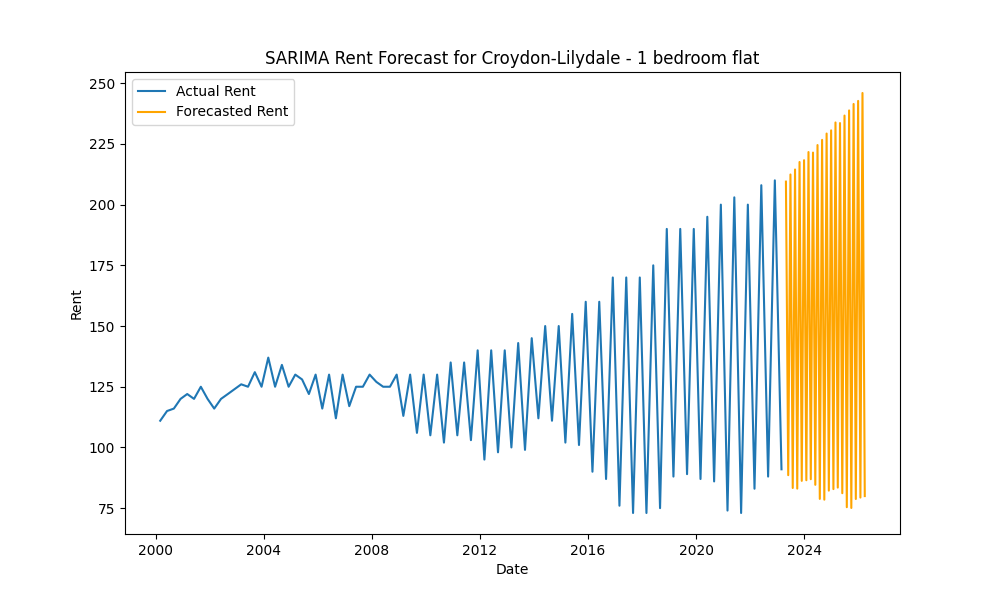 SARIMA Rent Forecast for Croydon-Lilydale - 1 bedroom flat
Actual Rent
Forecasted Rent
250
225
200
175
150
125
100
75
Rent
2000 2004 2008 2012 2016 2020 2024
Date